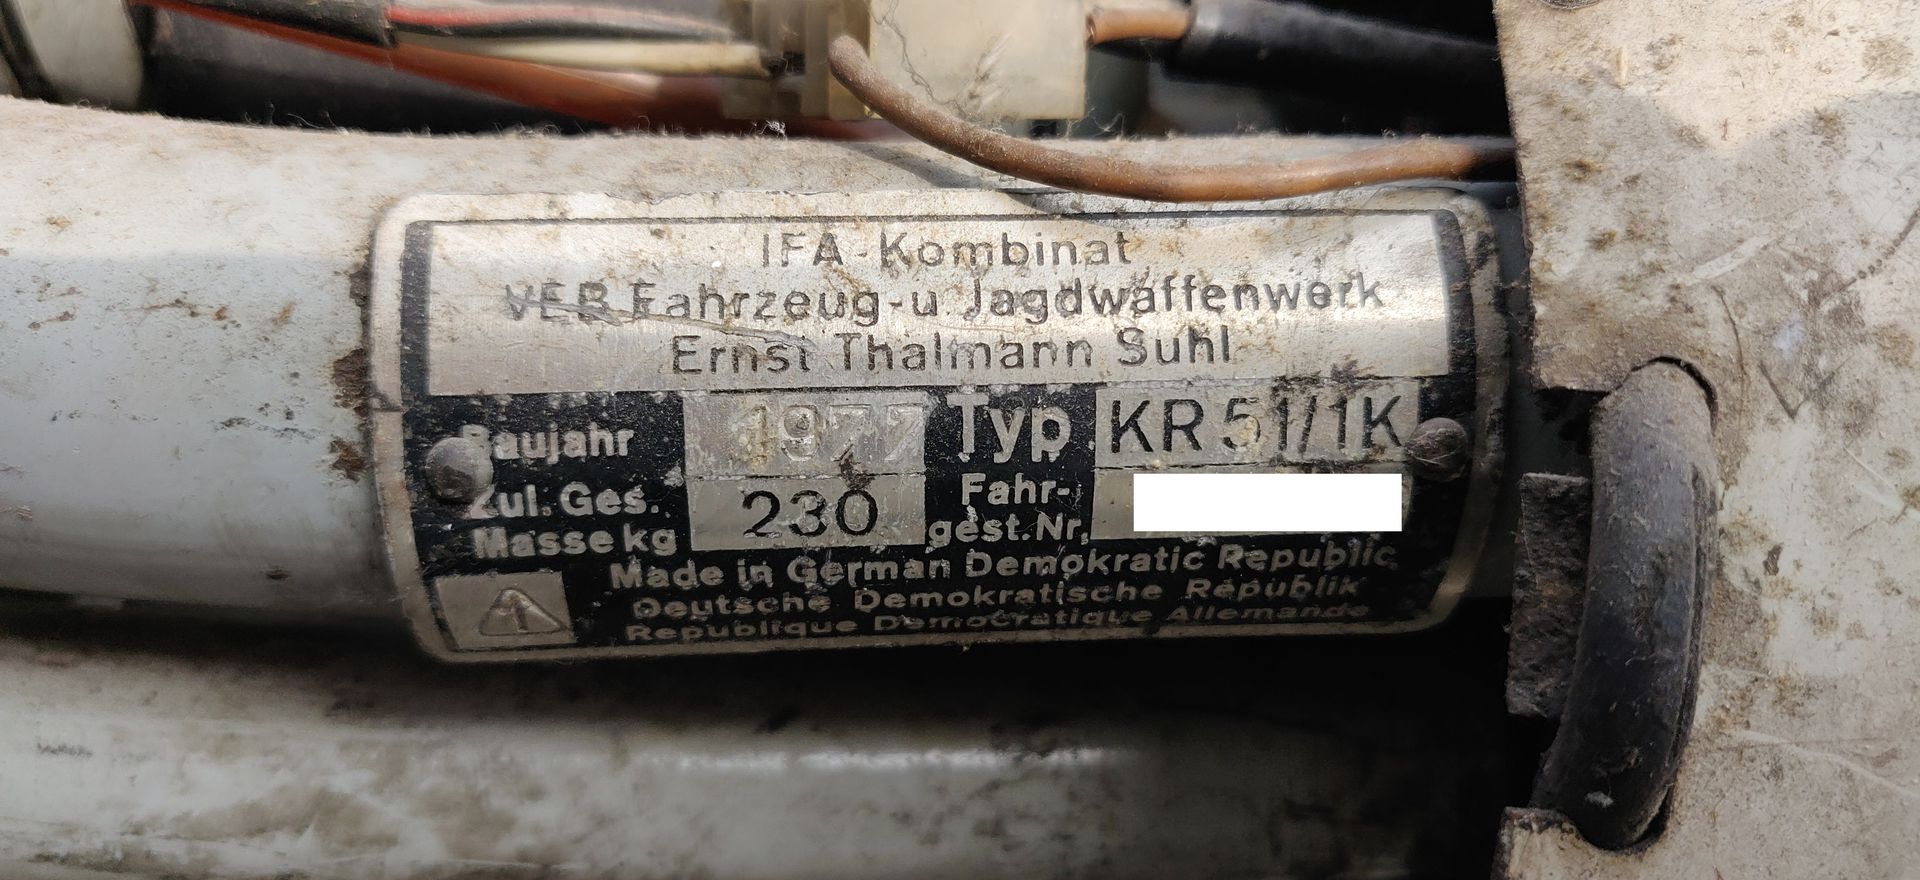 IFA-Kombinat
VEB Fahrzeug-u Jagdwaffenwerk
Ernst Thalmann Suhl
Baujahr 1977 Typ KR 51/1K
Zul. Ges. Masse kg 230 Fahr-gest. Nr.
Made in German Demokratic Republic
Deutsche Demokratische Republik
Republique Democratique Allemande
1